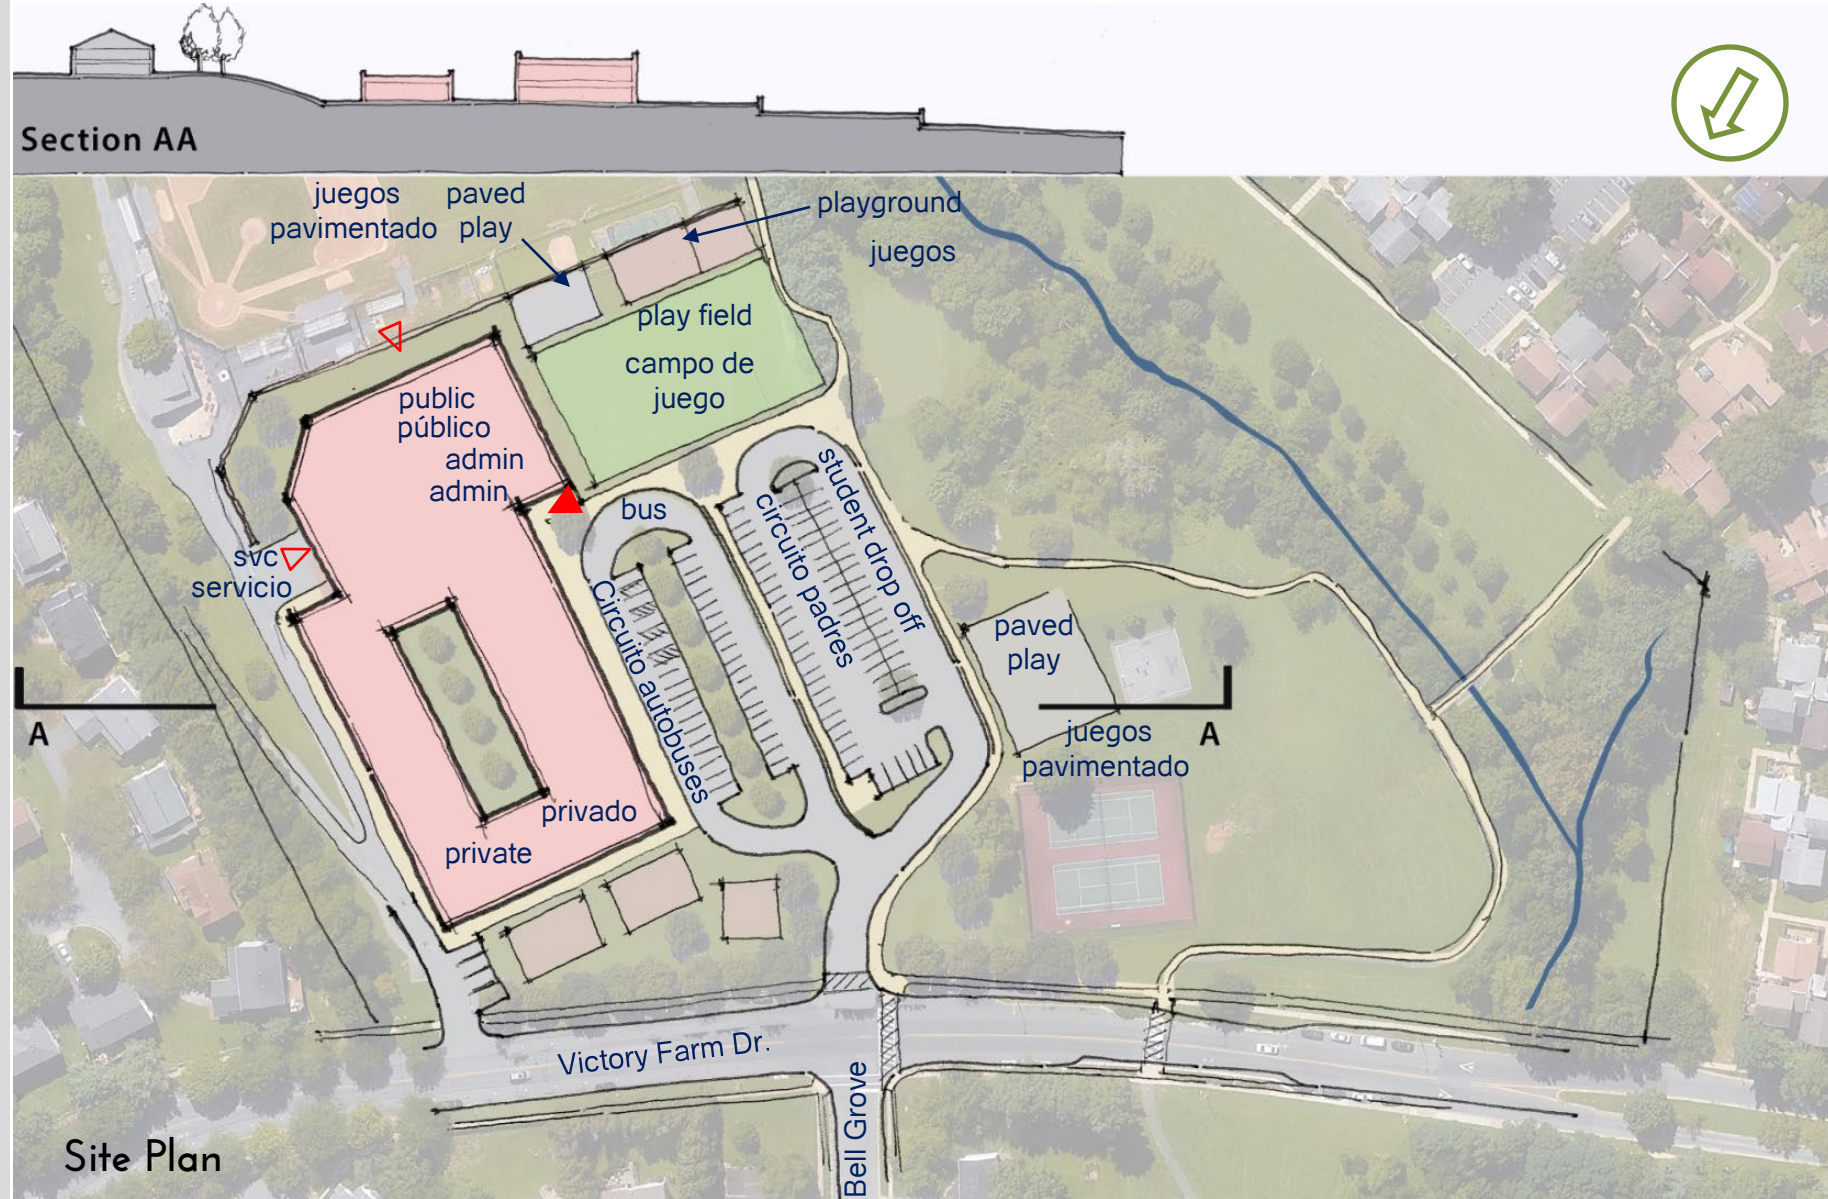 Section AA
juegos
pavimentado
paved
play
playground
juegos
play field
campo de
juego
public
público
admin
admin
bus
Circuito autobuses
student drop off
circuito padres
svc
servicio
paved
play
juegos
pavimentado
A
A
privado
private
Victory Farm Dr.
Bell Grove
Site Plan